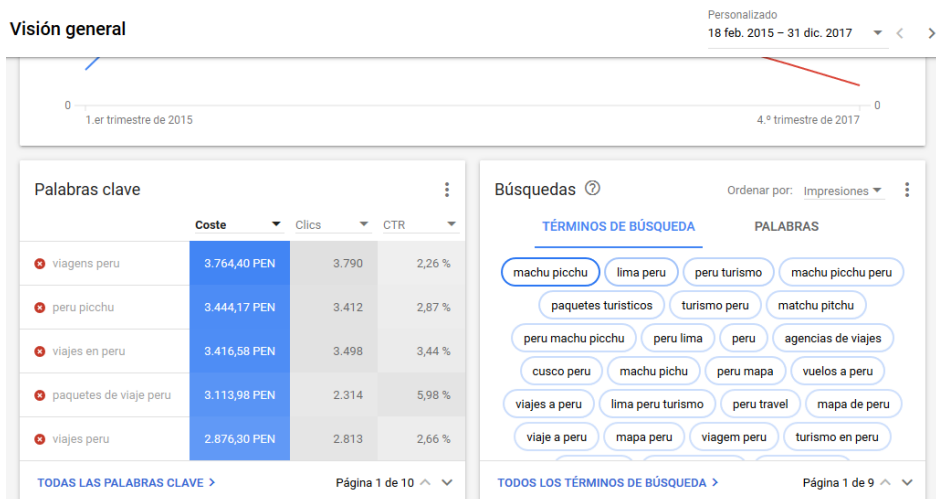 Visión general
Personalizado
18 feb. 2015 – 31 dic. 2017
0
0
1.er trimestre de 2015
4.º trimestre de 2017
Palabras clave
Coste Clics CTR
viagens peru 3.764,40 PEN 3.790 2,26 %
peru picchu 3.444,17 PEN 3.412 2,87 %
viajes en peru 3.416,58 PEN 3.498 3,44 %
paquetes de viaje peru 3.113,98 PEN 2.314 5,98 %
viajes peru 2.876,30 PEN 2.813 2,66 %
TODAS LAS PALABRAS CLAVE
Página 1 de 10
Búsquedas
Ordenar por: Impresiones
TÉRMINOS DE BÚSQUEDA PALABRAS
machu picchu lima peru peru turismo machu picchu peru
paquetes turisticos turismo peru matchu pitchu
peru machu picchu peru lima peru agencias de viajes
cusco peru machu pichu peru mapa vuelos a peru
viajes a peru lima peru turismo peru travel mapa de peru
viaje a peru mapa peru viagem peru turismo en peru
TODOS LOS TÉRMINOS DE BÚSQUEDA
Página 1 de 9